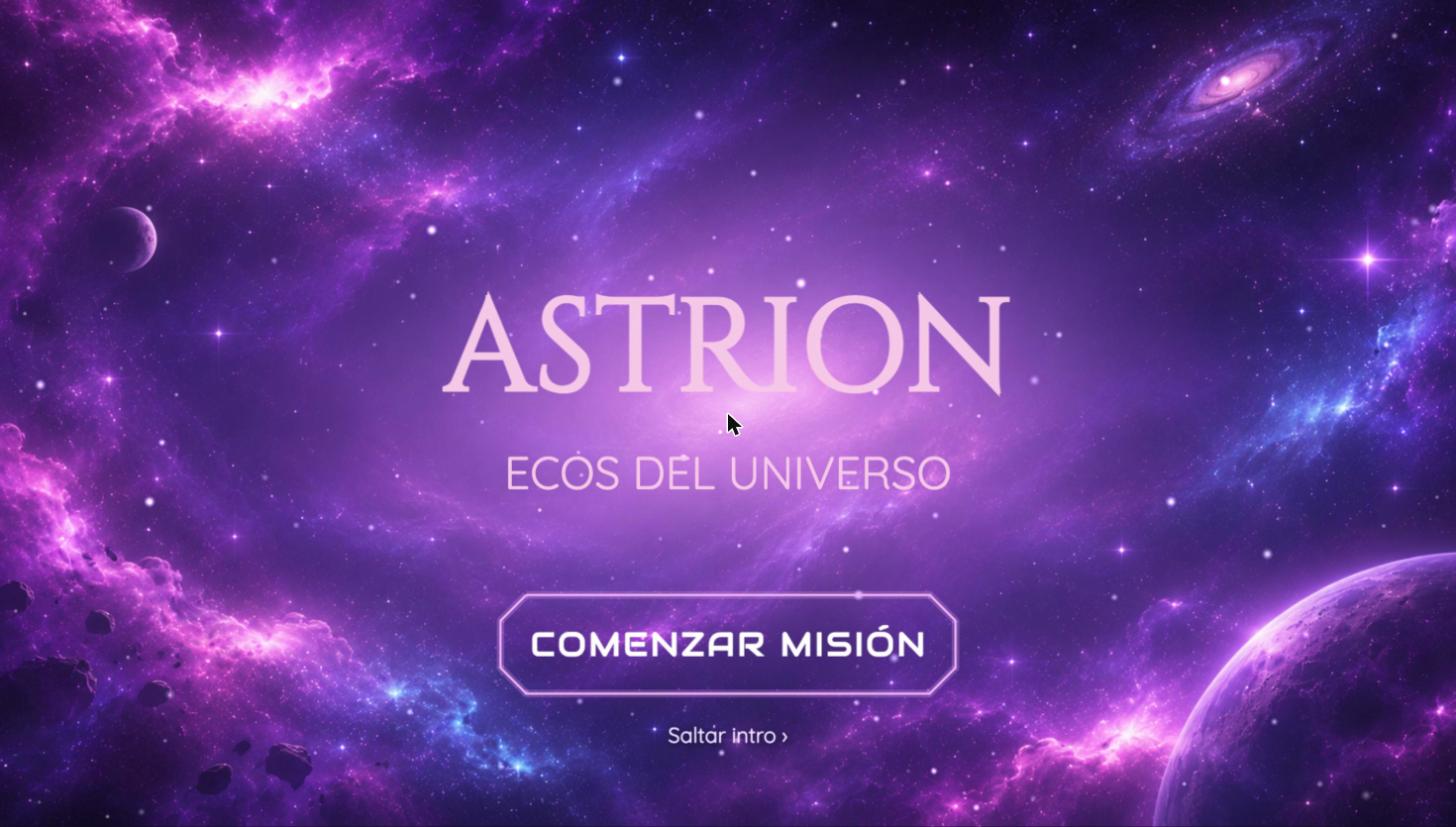 ASTRION
ECOS DEL UNIVERSO
COMENZAR MISIÓN
Saltar intro ›